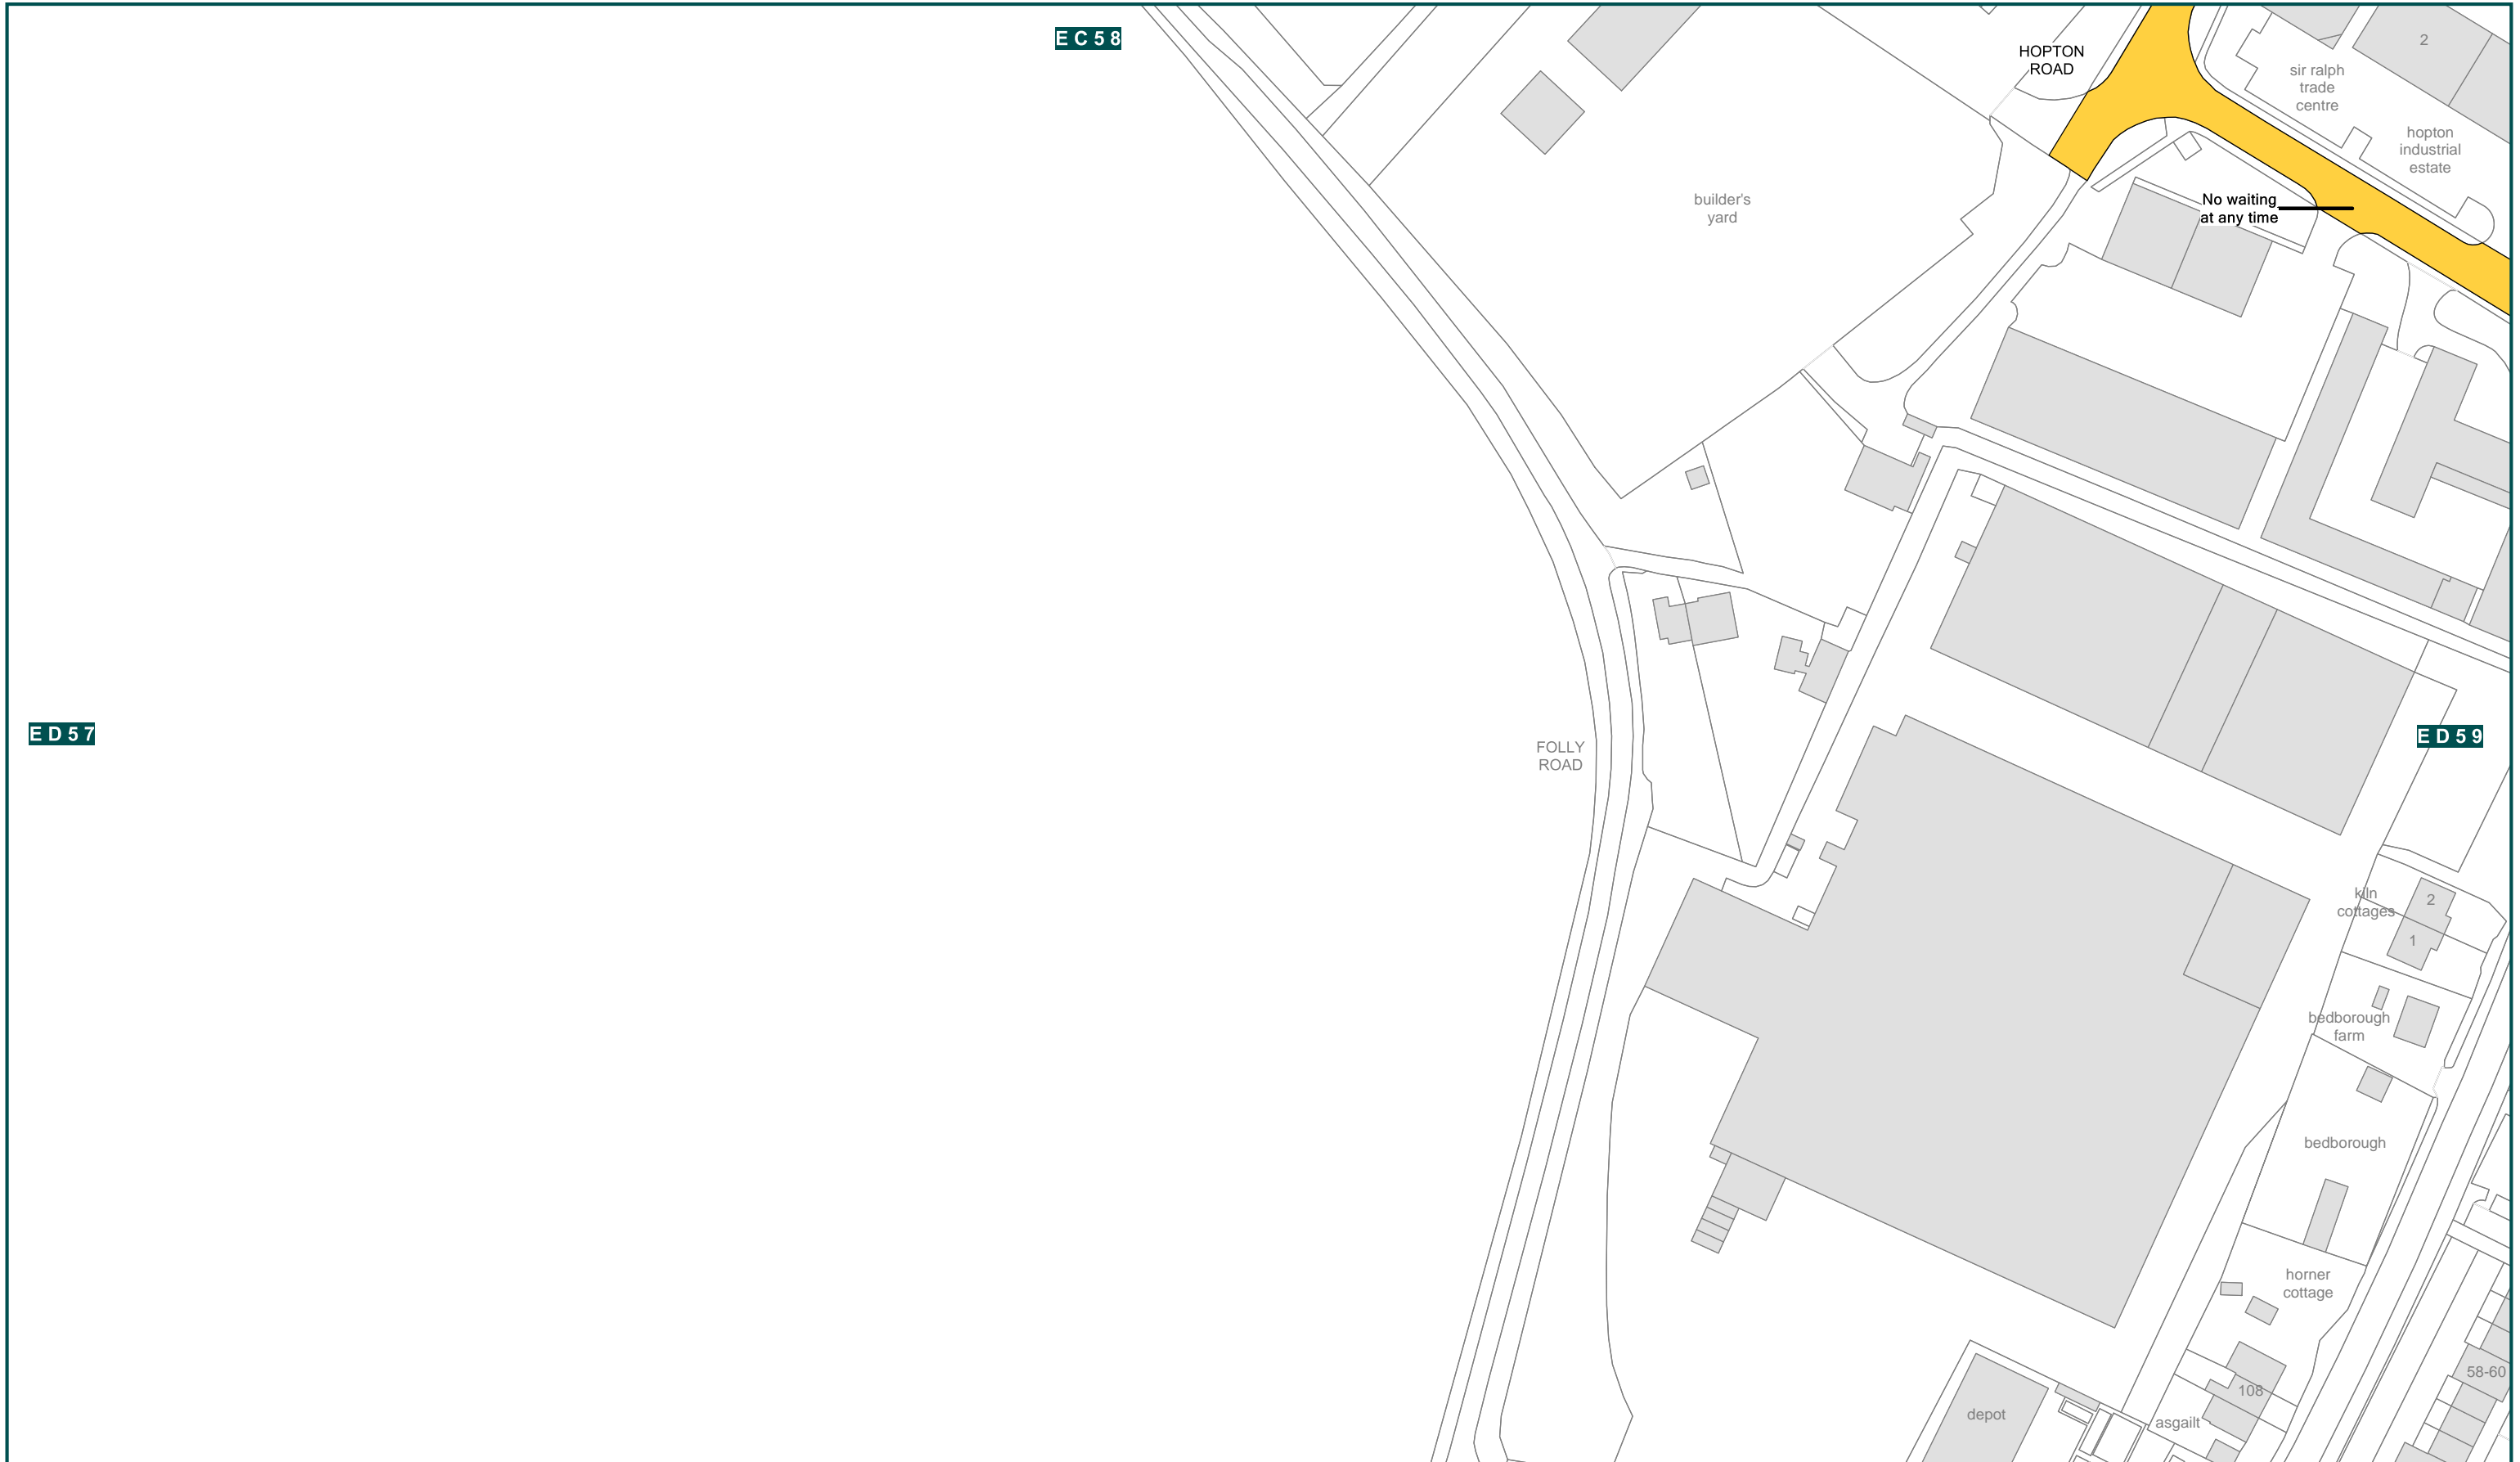 E C 5 8
HOPTON
ROAD
2
sir ralph
trade
centre
hopton
industrial
estate
builder's
yard
No waiting
at any time
E D 5 7
FOLLY
ROAD
E D 5 9
kiln
cottages
2
1
bedborough
farm
bedborough
horner
cottage
58-60
108
depot
asgailt